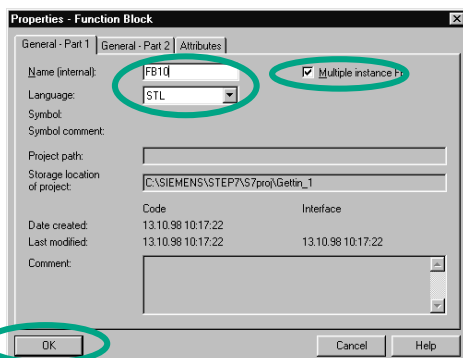 Properties - Function Block
General - Part 1 General - Part 2 Attributes
Name (internal): FB10 Multiple instance F
Language: STL
Symbol:
Symbol comment:
Project path:
Storage location
of project: C:\SIEMENS\STEP7\S7proj\Gettin_1
Code Interface
Date created: 13.10.98 10:17:22
Last modified: 13.10.98 10:17:22 13.10.98 10:17:22
Comment:
OK Cancel Help